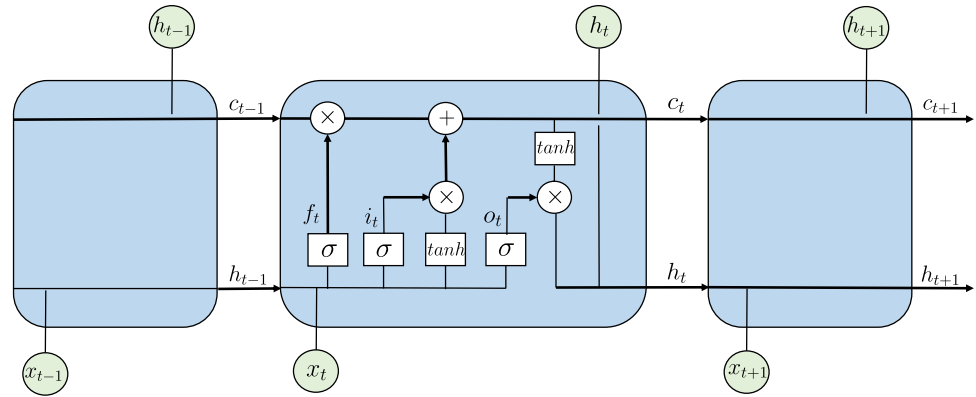 h_{t-1} h_t h_{t+1}
c_{t-1} c_t c_{t+1}
× +
tanh
f_t i_t × o_t ×
σ σ tanh σ
h_{t-1} h_t h_{t+1}
x_{t-1} x_t x_{t+1}